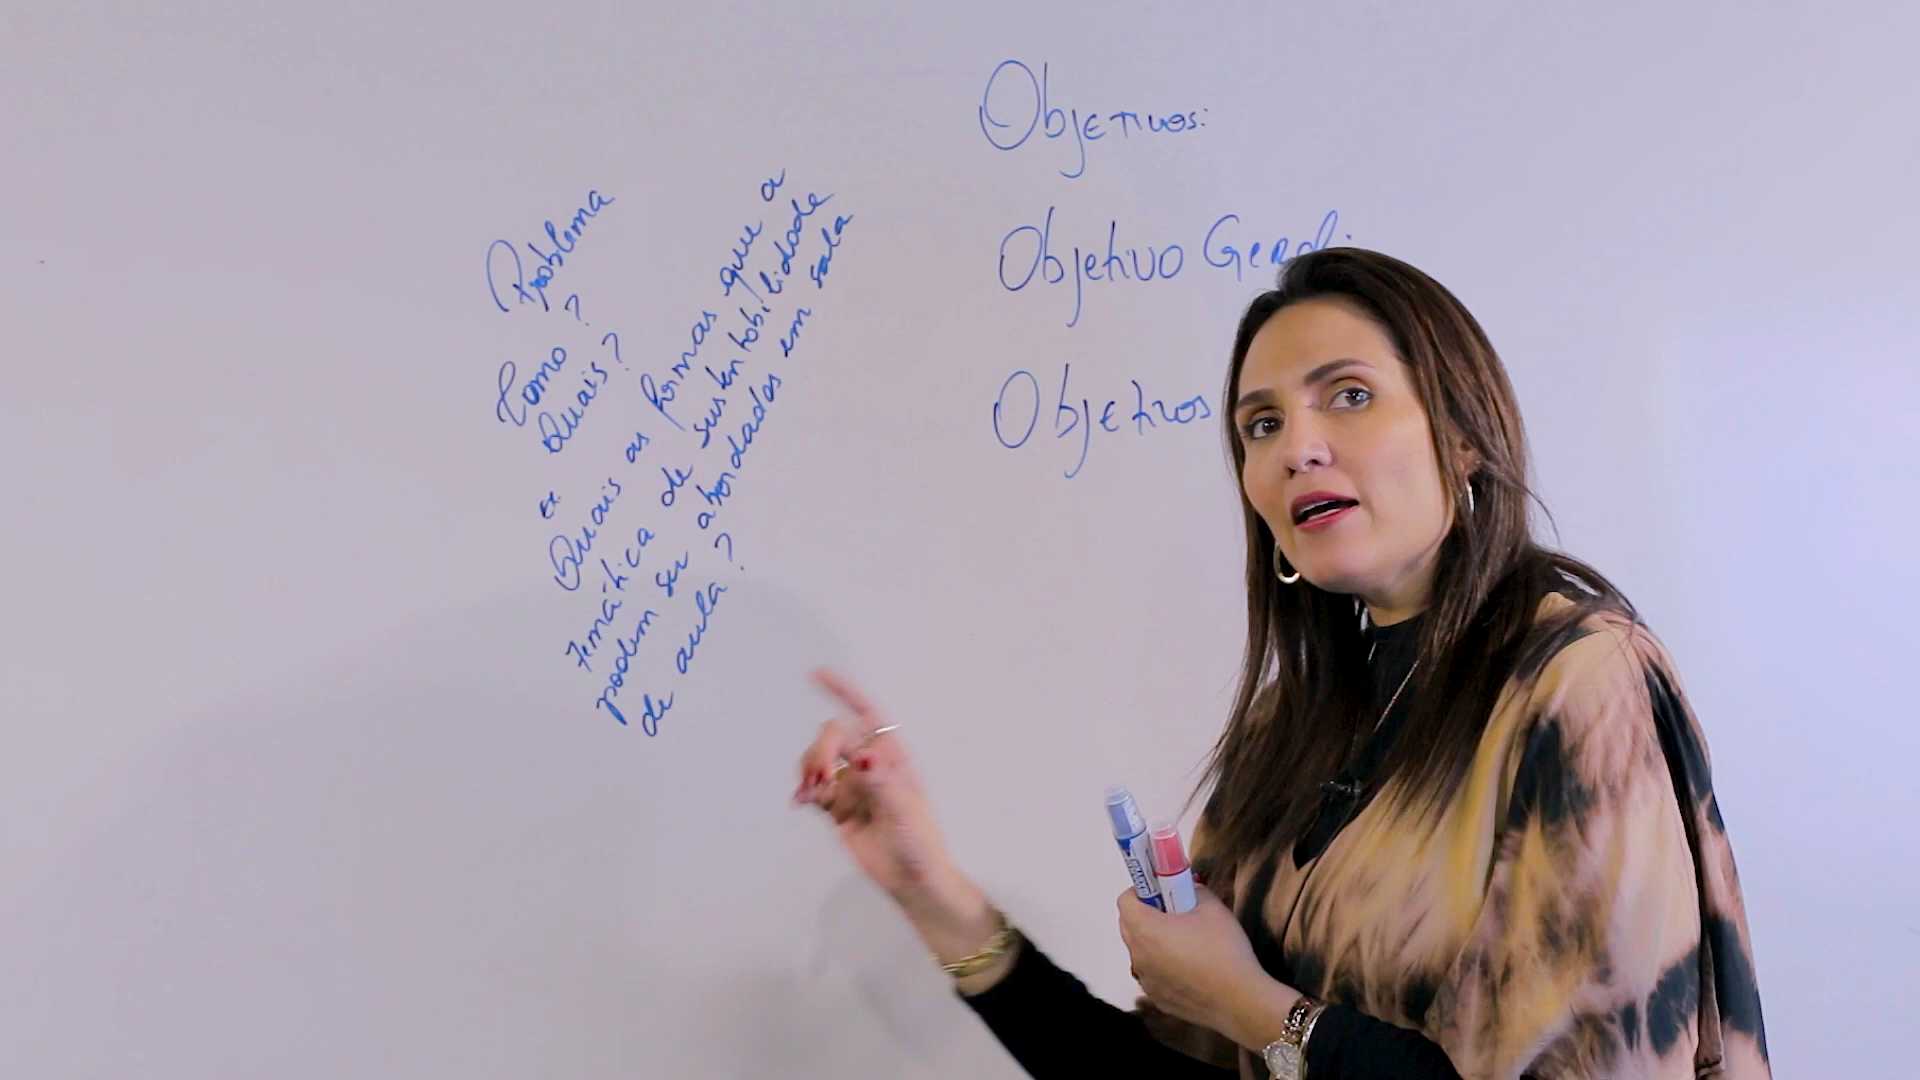 Problema
Como?
Quais?
Ex.
Quais as formas que a
temática de sustentabilidade
podem ser abordadas em sala
de aula?
Objetivos:
Objetivo Geral:
Objetivos